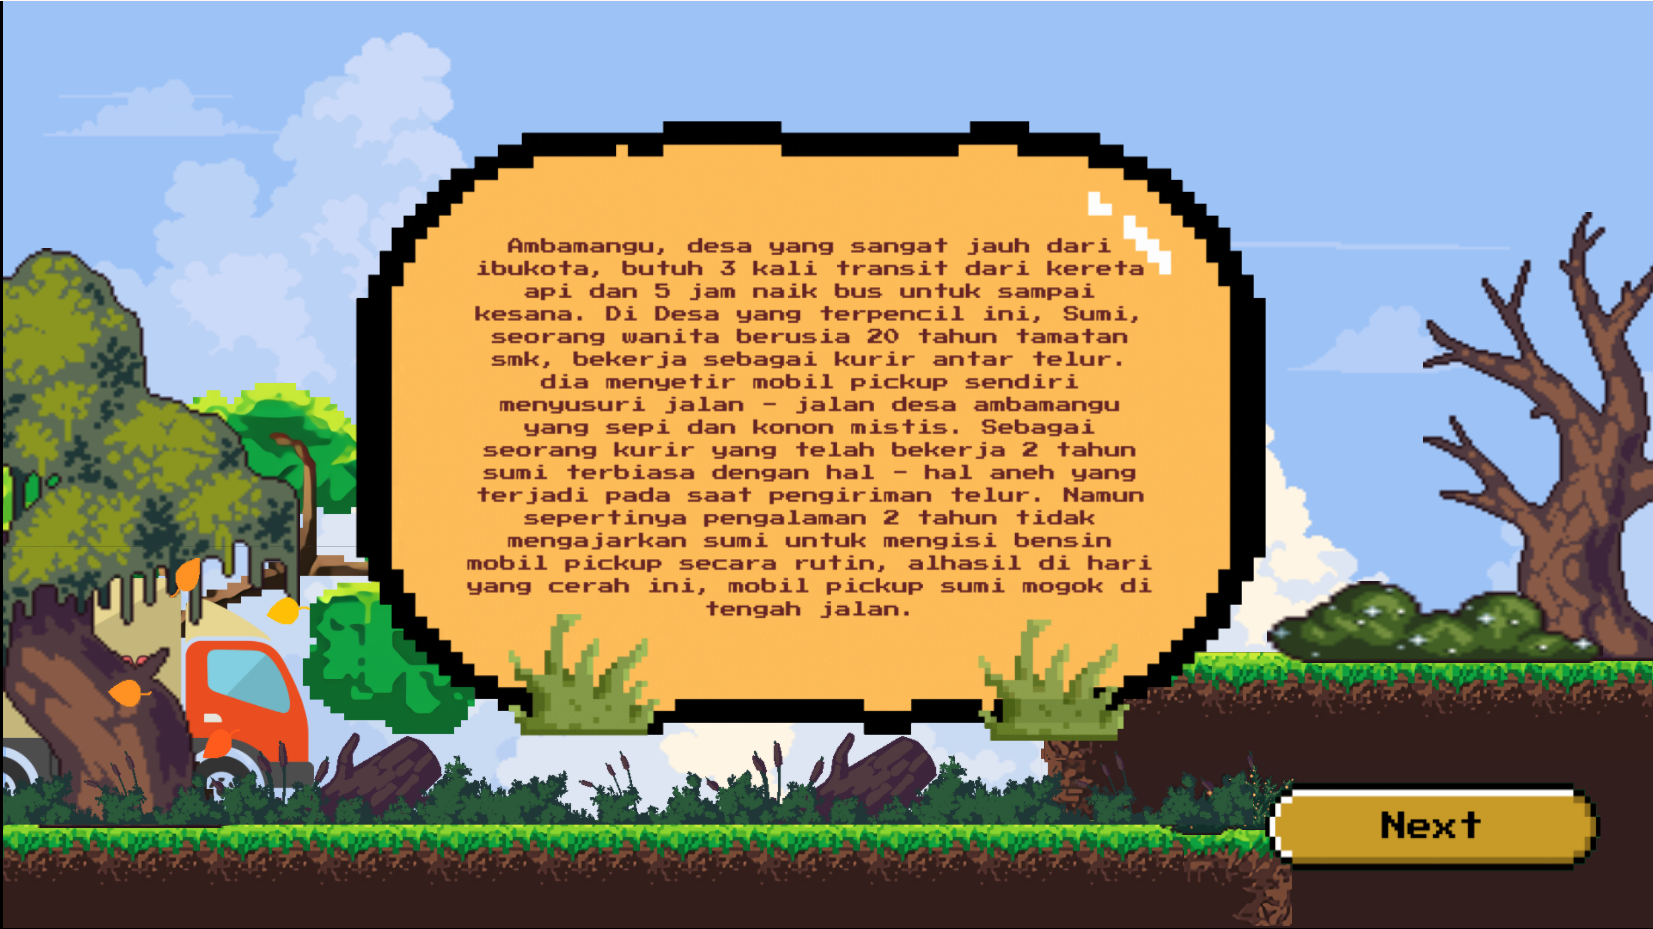 Ambamangu, desa yang sangat jauh dari
ibukota, butuh 3 kali transit dari kereta
api dan 5 jam naik bus untuk sampai
kesana. Di Desa yang terpencil ini, Sumi,
seorang wanita berusia 20 tahun tamatan
smk, bekerja sebagai kurir antar telur.
dia menyetir mobil pickup sendiri
menyusuri jalan - jalan desa ambamangu
yang sepi dan konon mistis. Sebagai
seorang kurir yang telah bekerja 2 tahun
sumi terbiasa dengan hal - hal aneh yang
terjadi pada saat pengiriman telur. Namun
sepertinya pengalaman 2 tahun tidak
mengajarkan sumi untuk mengisi bensin
mobil pickup secara rutin, alhasil di hari
yang cerah ini, mobil pickup sumi mogok di
tengah jalan.
Next